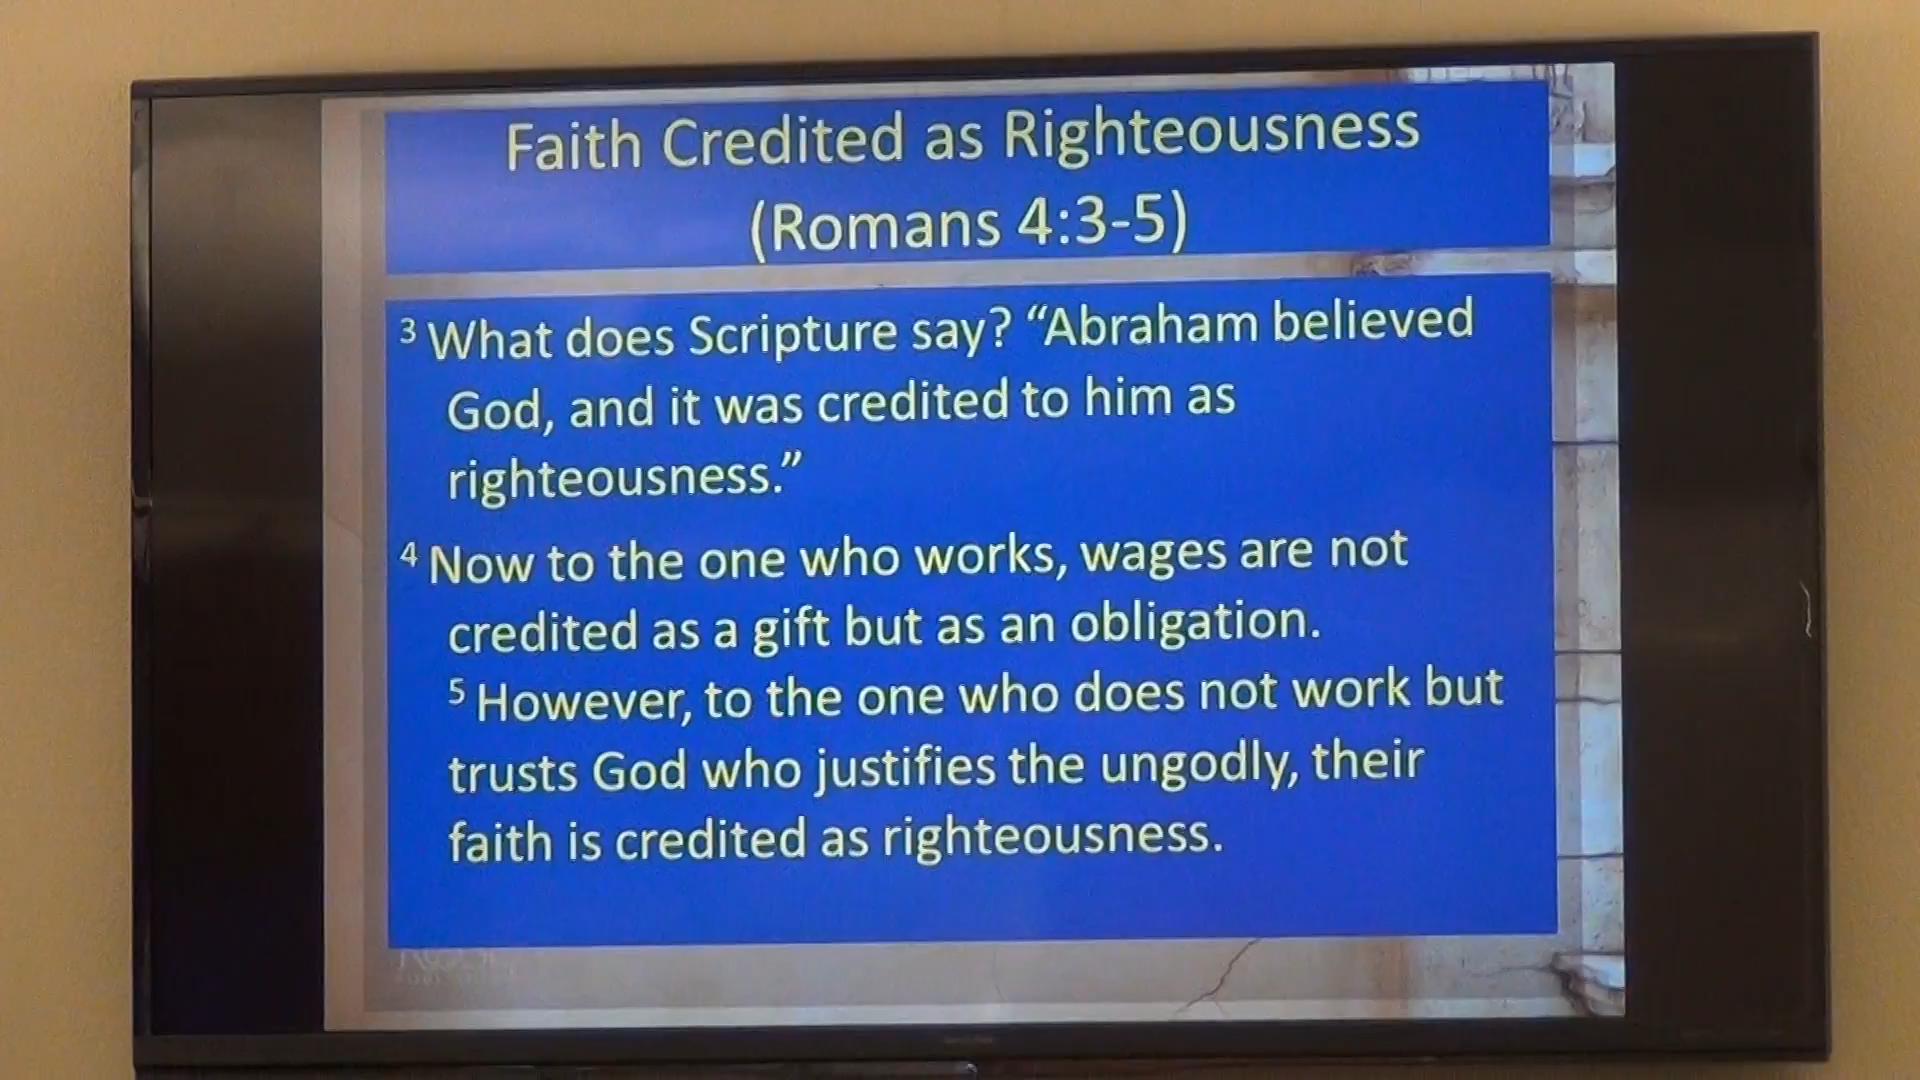 Faith Credited as Righteousness
(Romans 4:3-5)
³ What does Scripture say? “Abraham believed
God, and it was credited to him as
righteousness.”
⁴ Now to the one who works, wages are not
credited as a gift but as an obligation.
⁵ However, to the one who does not work but
trusts God who justifies the ungodly, their
faith is credited as righteousness.